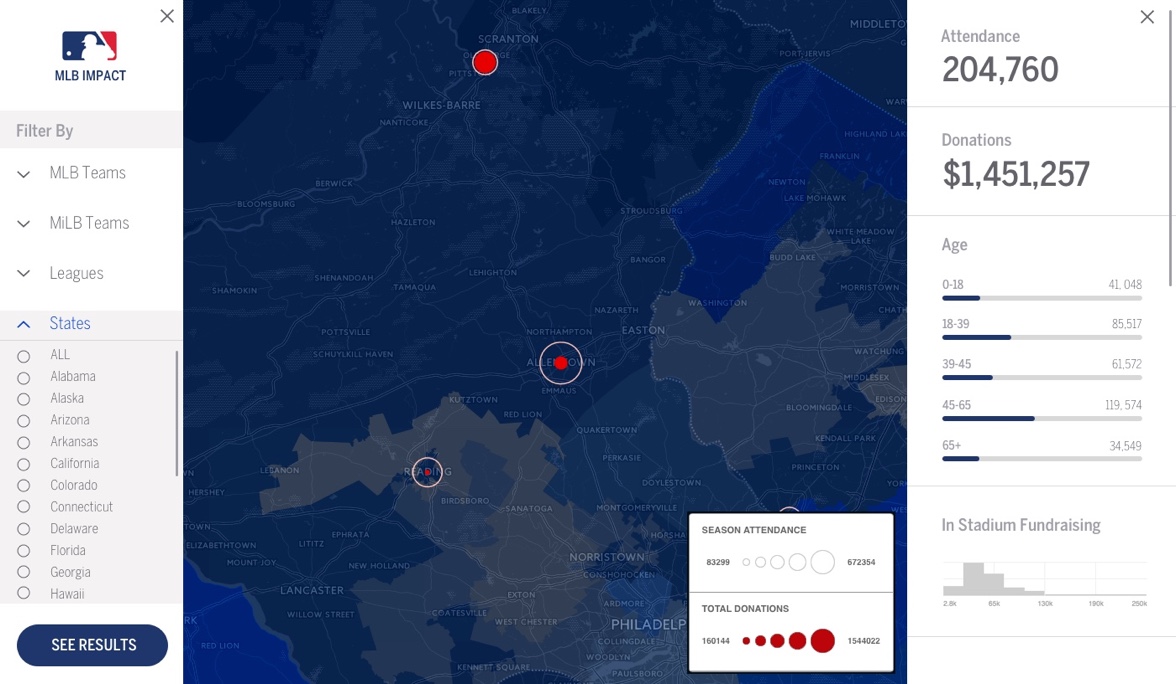 MLB IMPACT
Filter By
MLB Teams
MiLB Teams
Leagues
States
ALL
Alabama
Alaska
Arizona
Arkansas
California
Colorado
Connecticut
Delaware
Florida
Georgia
Hawaii
SEE RESULTS
BLAKELY
SCRANTON
MIDDLETO
PORT JERVIS
WILKES-BARRE
NANTICOKE
HIGHLAND LAK
FRANKLIN
BERWICK
NEWTON
LAKE MOHAWK
BLOOMSBURG
STROUDSBURG
HAZLETON
WHITE MEADOW
LAKE
BANGOR
BUDD LAKE
LEHIGHTON
SHENANDOAH
TAMAQUA
MORRISTOWN
SHAMOKIN
WASHINGTON
NAZARETH
POTTSVILLE
NORTHAMPTON
EASTON
SCHUYLKILL HAVEN
WATCHUNG
ALLENTOWN
MIDDLESEX
EMMAUS
KUTZTOWN
EDISON
RED LION
BLOOMINGDALE
QUAKERTOWN
KENDALL PARK
PERKASIE
LEBANON
READING
PRINCETON
DOYLESTOWN
HERSHEY
BIRDSBORO
SANATOGA
MONTGOMERYVILLE
EPHRATA
LITITZ
ELIZABETHTOWN
NORRISTOWN
MOUNT JOY
NEW HOLLAND
CONSHOHOCKEN
LANCASTER
EXTON
ARDMORE
WILLOW STREET
COATESVILLE
WEST CHESTER
PHILADELP
COLLINGDALE
RED LION
WOODLYN
KENNETT SQUARE
PAULSBORO
SEASON ATTENDANCE
83299 672354
TOTAL DONATIONS
160144 1544022
Attendance
204,760
Donations
$1,451,257
Age
0-18 41, 048
18-39 85,517
39-45 61,572
45-65 119, 574
65+ 34,549
In Stadium Fundraising
2.8k 65k 130k 190k 250k